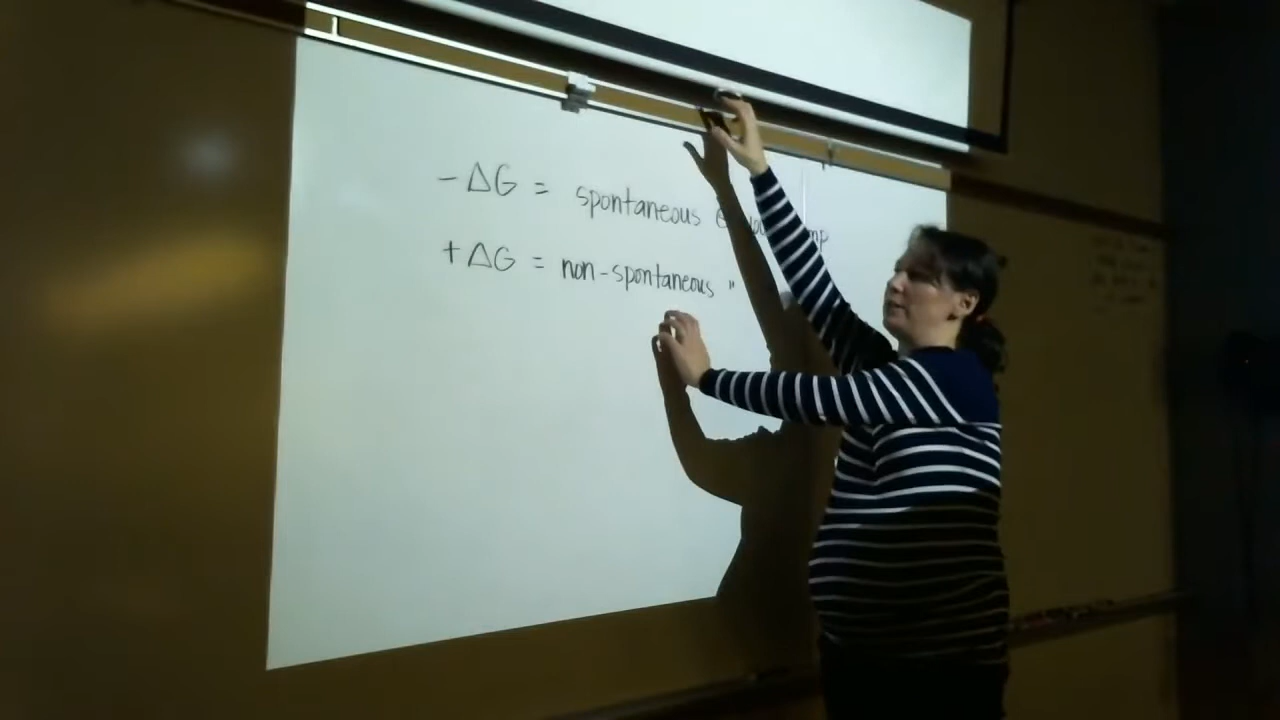 -ΔG = spontaneous @
+ΔG = non-spontaneous "